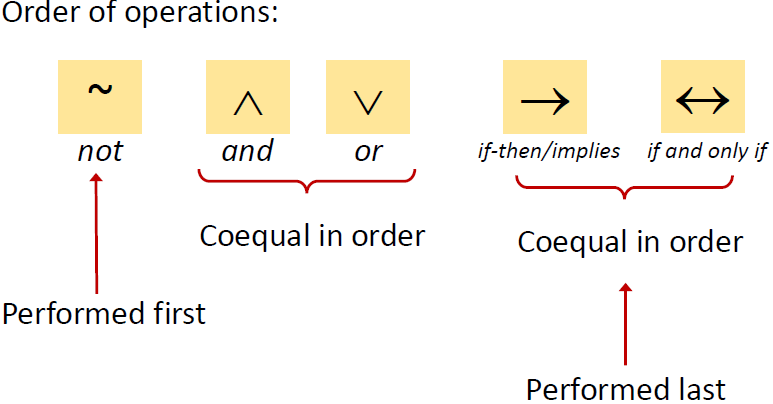 Order of operations:
~ ∧ ∨ → ↔
not and or if-then/implies if and only if
Coequal in order Coequal in order
Performed first
Performed last